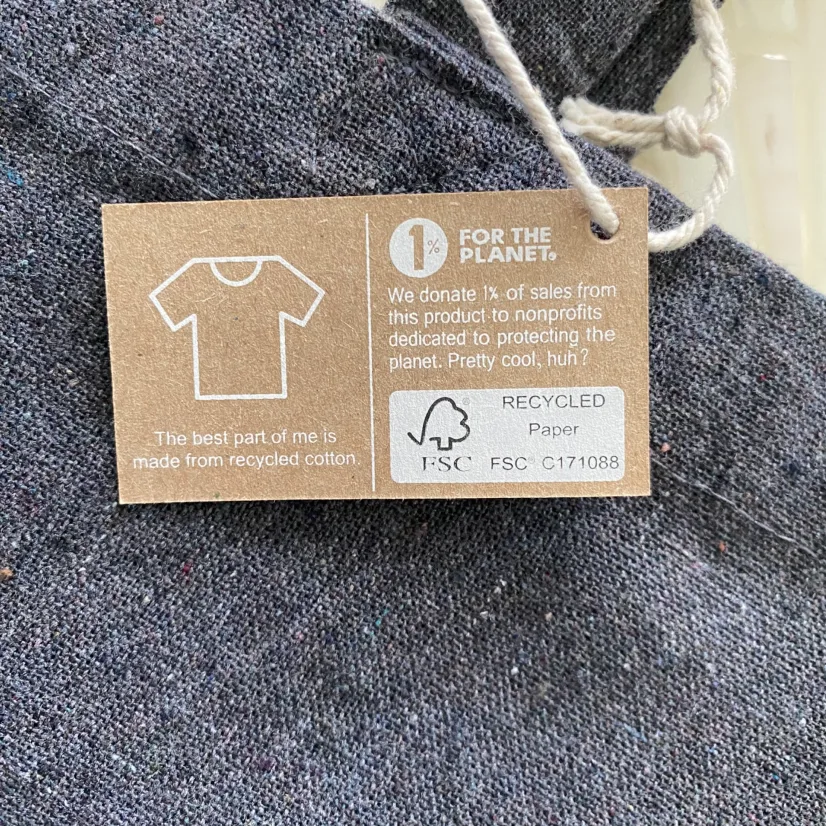 The best part of me is
made from recycled cotton.
1%
FOR THE
PLANET®
We donate 1% of sales from
this product to nonprofits
dedicated to protecting the
planet. Pretty cool, huh?
®
FSC
RECYCLED
Paper
FSC® C171088